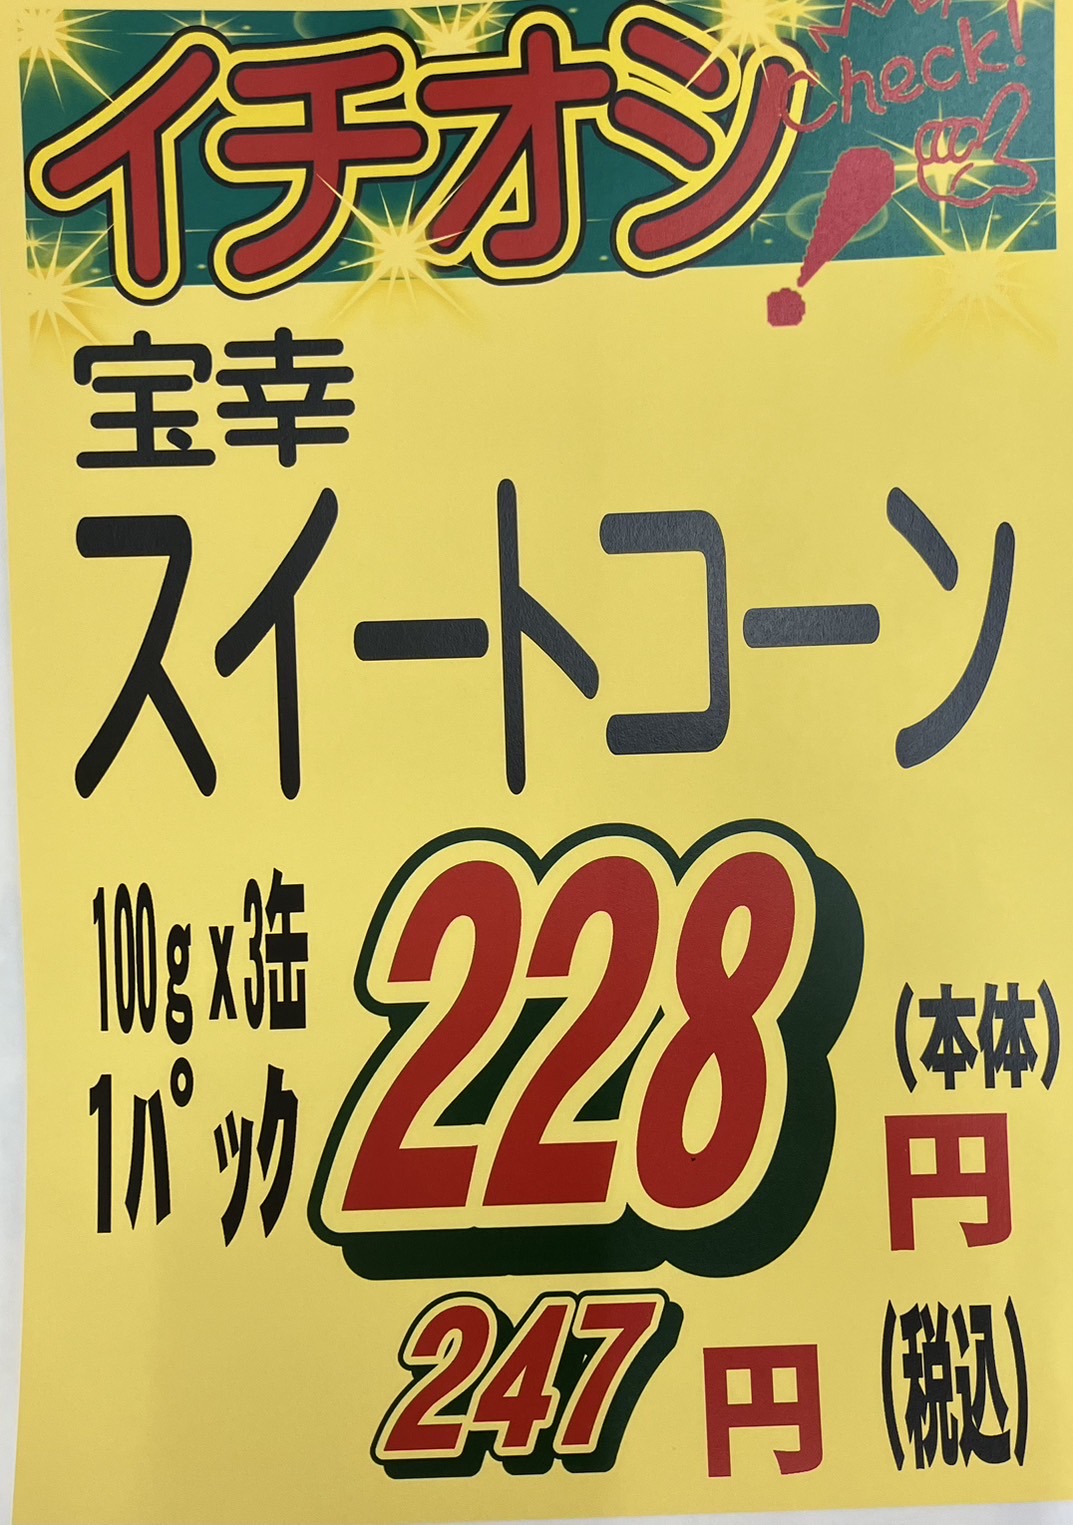 イチオシ
Check!
宝幸
スイートコーン
100g x 3缶
1パック
228
(本体)
円
247円(税込)